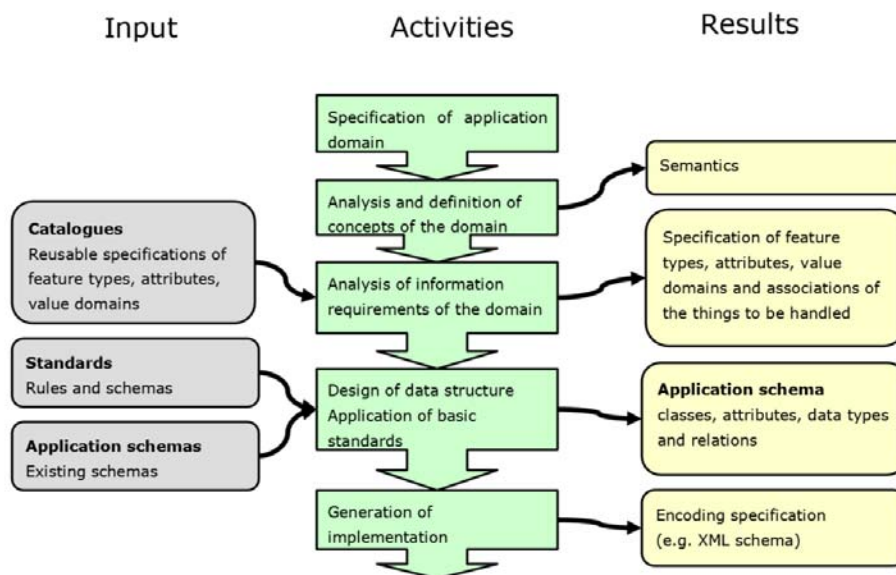 Input
Activities
Results
Specification of application
domain
Semantics
Analysis and definition of
concepts of the domain
Catalogues
Reusable specifications of
feature types, attributes,
value domains
Analysis of information
requirements of the domain
Specification of feature
types, attributes, value
domains and associations of
the things to be handled
Standards
Rules and schemas
Application schemas
Existing schemas
Design of data structure
Application of basic
standards
Application schema
classes, attributes, data types
and relations
Generation of
implementation
Encoding specification
(e.g. XML schema)